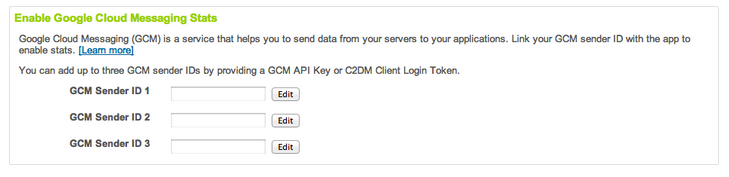 Enable Google Cloud Messaging Stats
Google Cloud Messaging (GCM) is a service that helps you to send data from your servers to your applications. Link your GCM sender ID with the app to
enable stats. [Learn more]
You can add up to three GCM sender IDs by providing a GCM API Key or C2DM Client Login Token.
GCM Sender ID 1 Edit
GCM Sender ID 2 Edit
GCM Sender ID 3 Edit